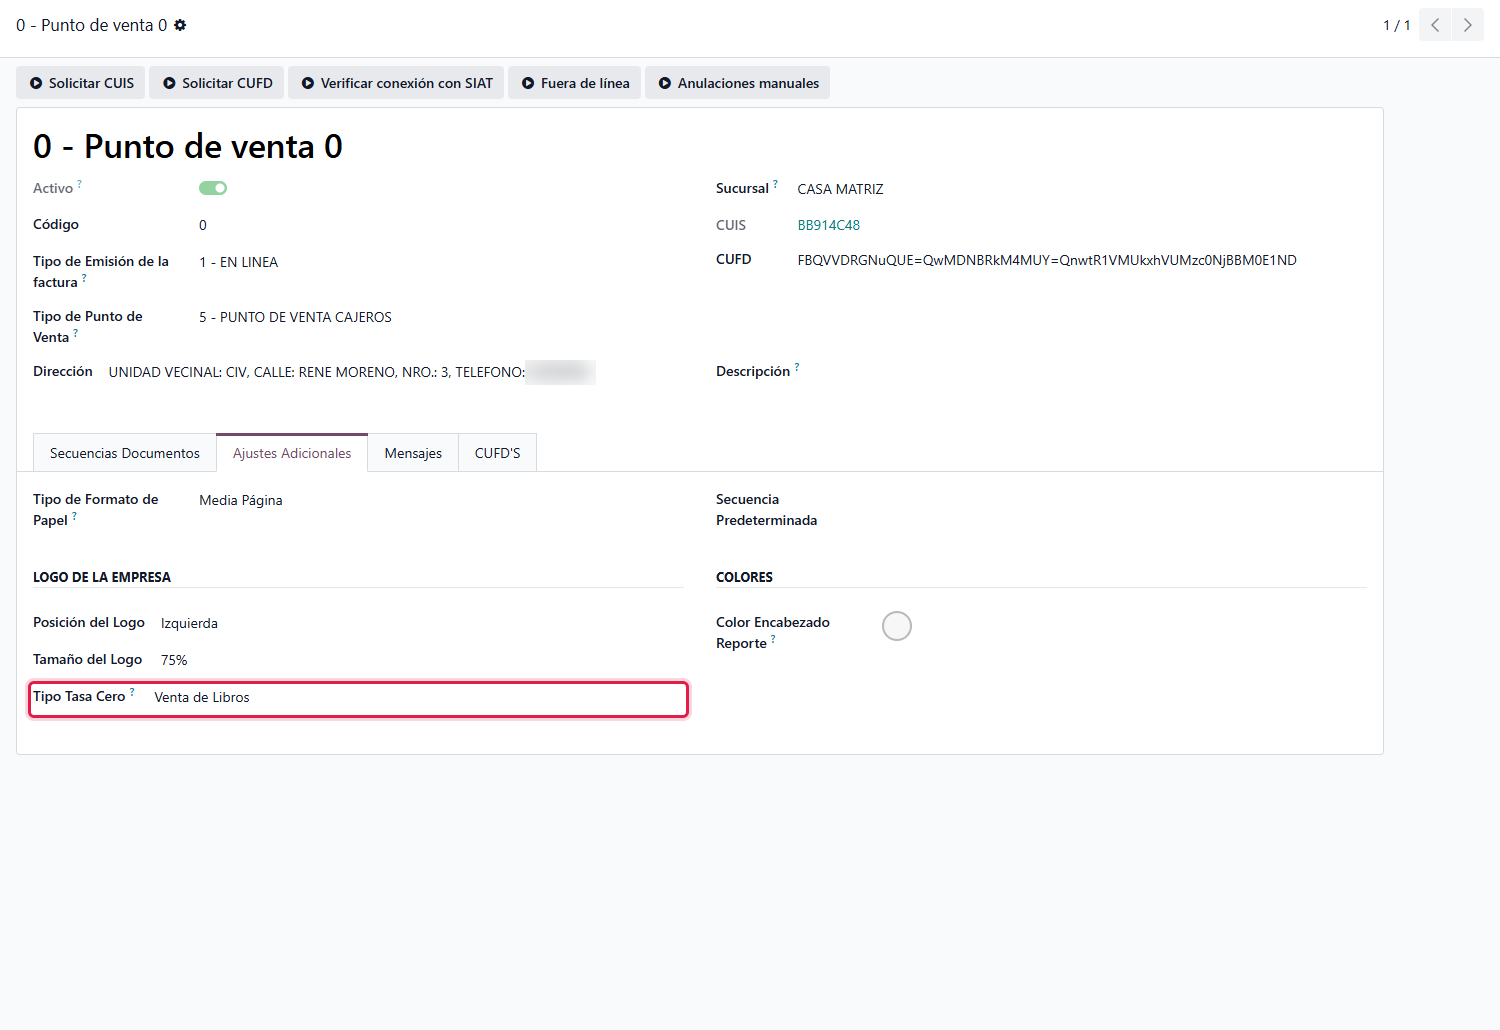 0 - Punto de venta 0
1 / 1
Solicitar CUIS
Solicitar CUFD
Verificar conexión con SIAT
Fuera de línea
Anulaciones manuales
0 - Punto de venta 0
Activo ?
Sucursal ? CASA MATRIZ
Código 0
CUIS BB914C48
Tipo de Emisión de la
factura ?
1 - EN LINEA
CUFD FBQVVDRGNuQUE=QwMDNBRkM4MUY=QnwtR1VMUkxhVUMzc0NjBBM0E1ND
Tipo de Punto de
Venta ?
5 - PUNTO DE VENTA CAJEROS
Dirección UNIDAD VECINAL: CIV, CALLE: RENE MORENO, NRO.: 3, TELEFONO:
Descripción ?
Secuencias Documentos
Ajustes Adicionales
Mensajes
CUFD'S
Tipo de Formato de
Papel ?
Media Página
Secuencia
Predeterminada
LOGO DE LA EMPRESA
COLORES
Posición del Logo Izquierda
Color Encabezado
Reporte ?
Tamaño del Logo 75%
Tipo Tasa Cero ? Venta de Libros